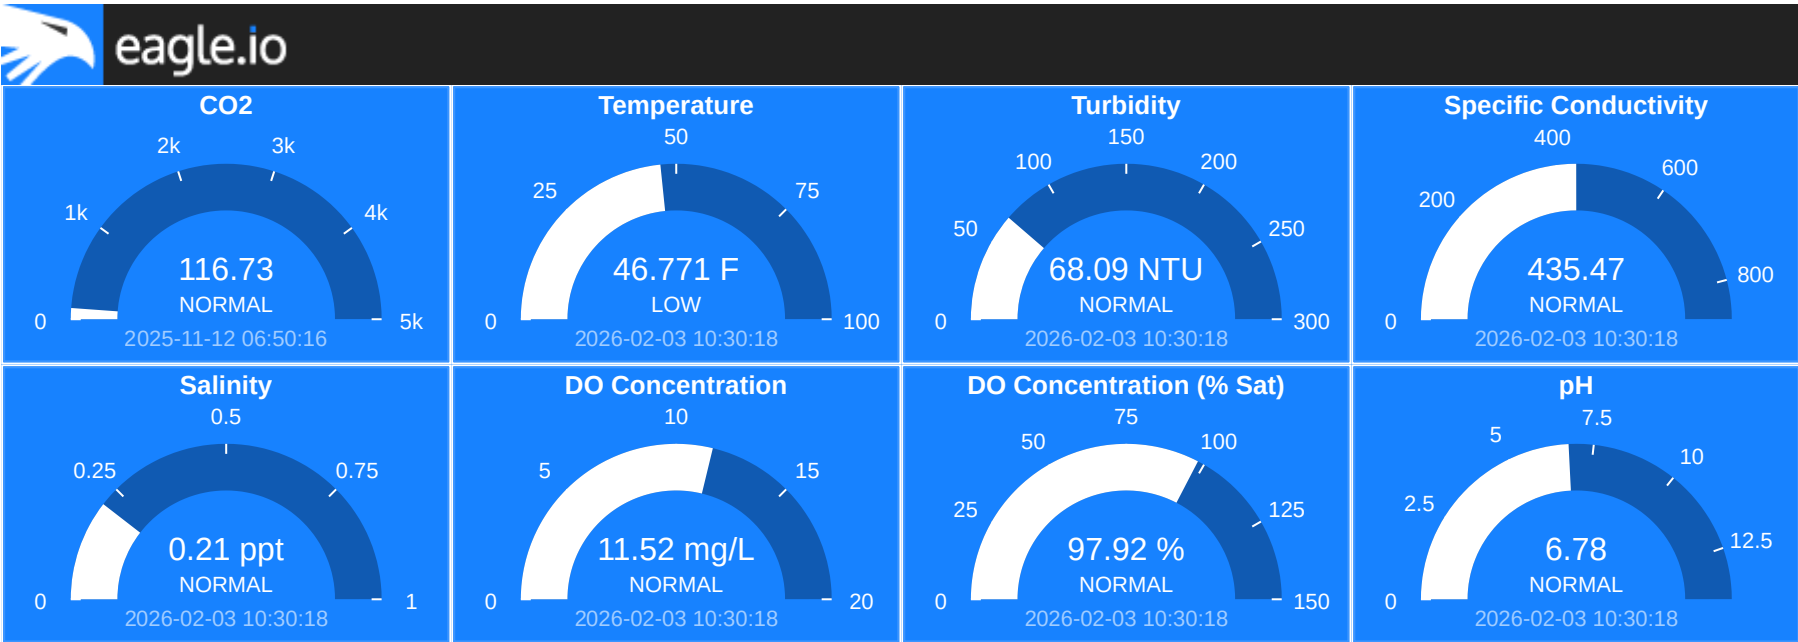 eagle.io
CO2
0
1k
2k
3k
4k
5k
116.73
NORMAL
2025-11-12 06:50:16
Temperature
0
25
50
75
100
46.771 F
LOW
2026-02-03 10:30:18
Turbidity
0
50
100
150
200
250
300
68.09 NTU
NORMAL
2026-02-03 10:30:18
Specific Conductivity
0
200
400
600
800
435.47
NORMAL
2026-02-03 10:30:18
Salinity
0
0.25
0.5
0.75
1
0.21 ppt
NORMAL
2026-02-03 10:30:18
DO Concentration
0
5
10
15
20
11.52 mg/L
NORMAL
2026-02-03 10:30:18
DO Concentration (% Sat)
0
25
50
75
100
125
150
97.92 %
NORMAL
2026-02-03 10:30:18
pH
0
2.5
5
7.5
10
12.5
6.78
NORMAL
2026-02-03 10:30:18